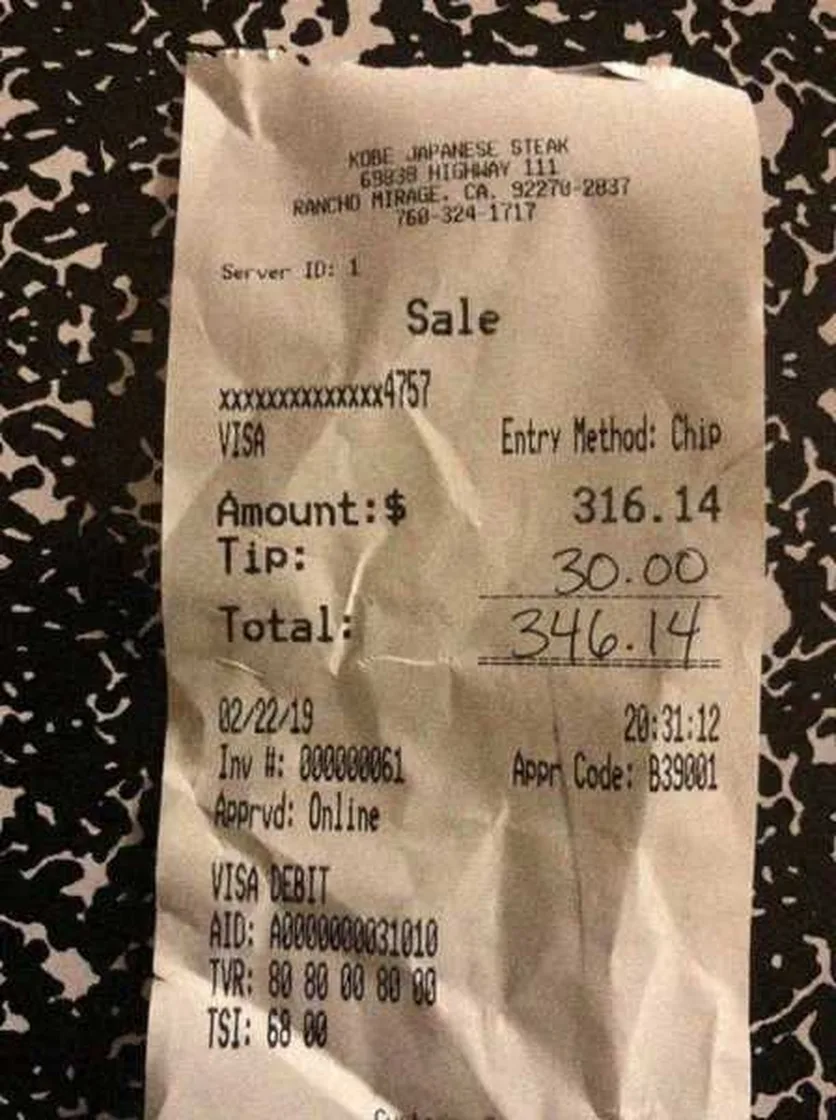 KOBE JAPANESE STEAK
69838 HIGHWAY 111
RANCHO MIRAGE, CA, 92270-2837
760-324-1717
Server ID: 1
Sale
xxxxxxxxxxxxxx4757
VISA Entry Method: Chip
Amount:$ 316.14
Tip: 30.00
Total: 346.14
02/22/19 20:31:12
Inv #: 000000061 Appr Code: B39001
Apprvd: Online
VISA DEBIT
AID: A0000000031010
TVR: 80 80 00 80 00
TSI: 68 00